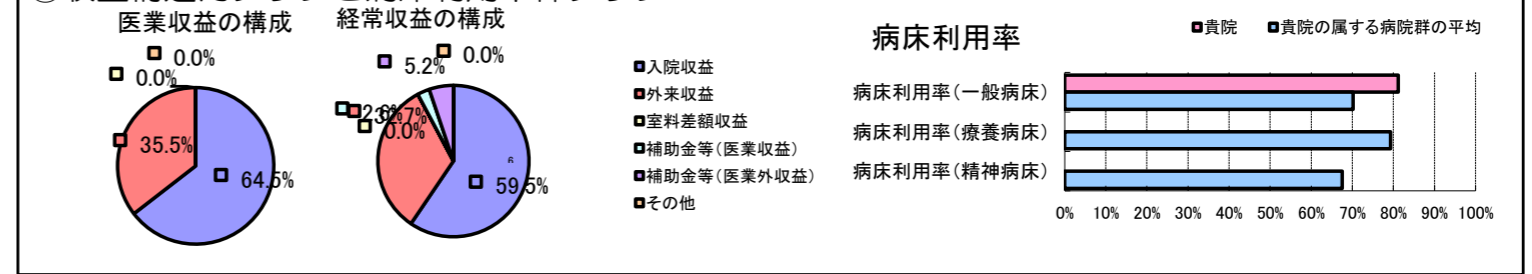 医業収益の構成
経常収益の構成
0.0%
0.0%
35.5%
64.5%
5.2%
0.0%
2.6%
32.7%
0.0%
59.5%
入院収益
外来収益
室料差額収益
補助金等(医業収益)
補助金等(医業外収益)
その他
病床利用率
貴院
貴院の属する病院群の平均
病床利用率(一般病床)
病床利用率(療養病床)
病床利用率(精神病床)
0% 10% 20% 30% 40% 50% 60% 70% 80% 90% 100%